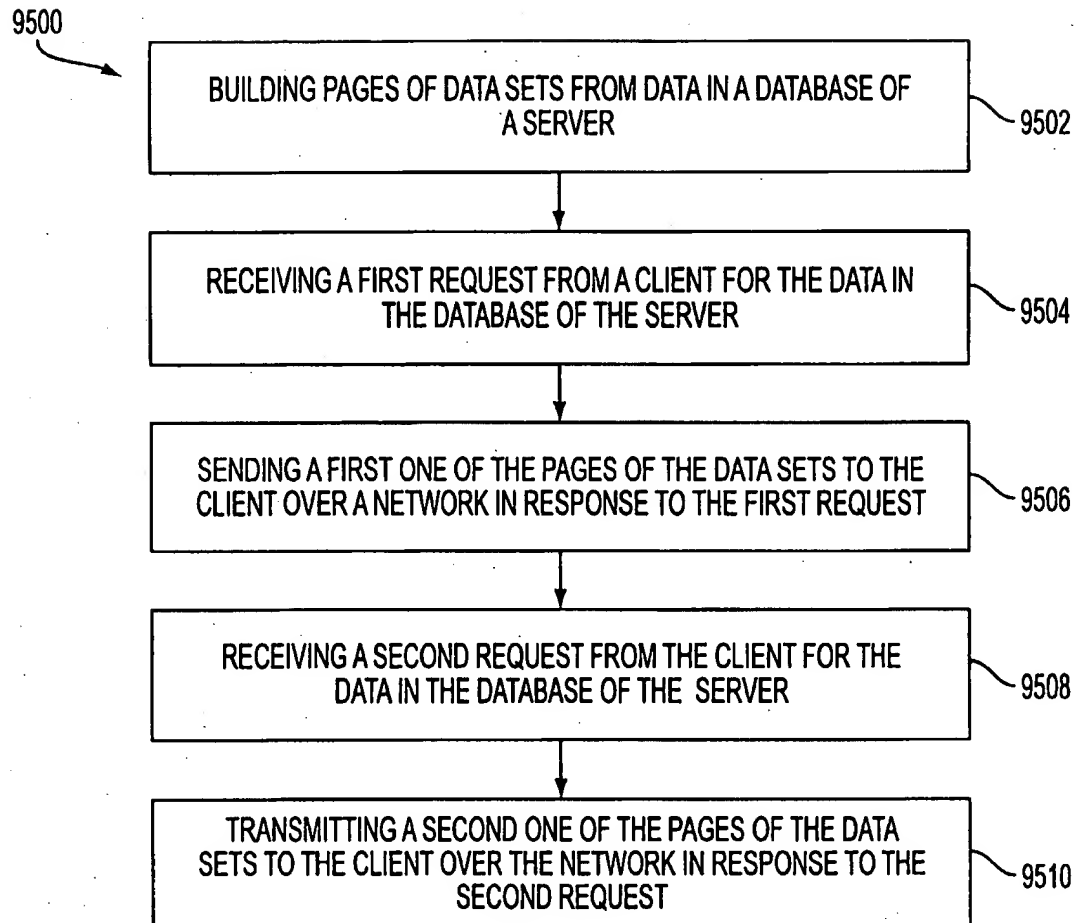 9500
BUILDING PAGES OF DATA SETS FROM DATA IN A DATABASE OF
A SERVER
9502
RECEIVING A FIRST REQUEST FROM A CLIENT FOR THE DATA IN
THE DATABASE OF THE SERVER
9504
SENDING A FIRST ONE OF THE PAGES OF THE DATA SETS TO THE
CLIENT OVER A NETWORK IN RESPONSE TO THE FIRST REQUEST
9506
RECEIVING A SECOND REQUEST FROM THE CLIENT FOR THE
DATA IN THE DATABASE OF THE SERVER
9508
TRANSMITTING A SECOND ONE OF THE PAGES OF THE DATA
SETS TO THE CLIENT OVER THE NETWORK IN RESPONSE TO THE
SECOND REQUEST
9510